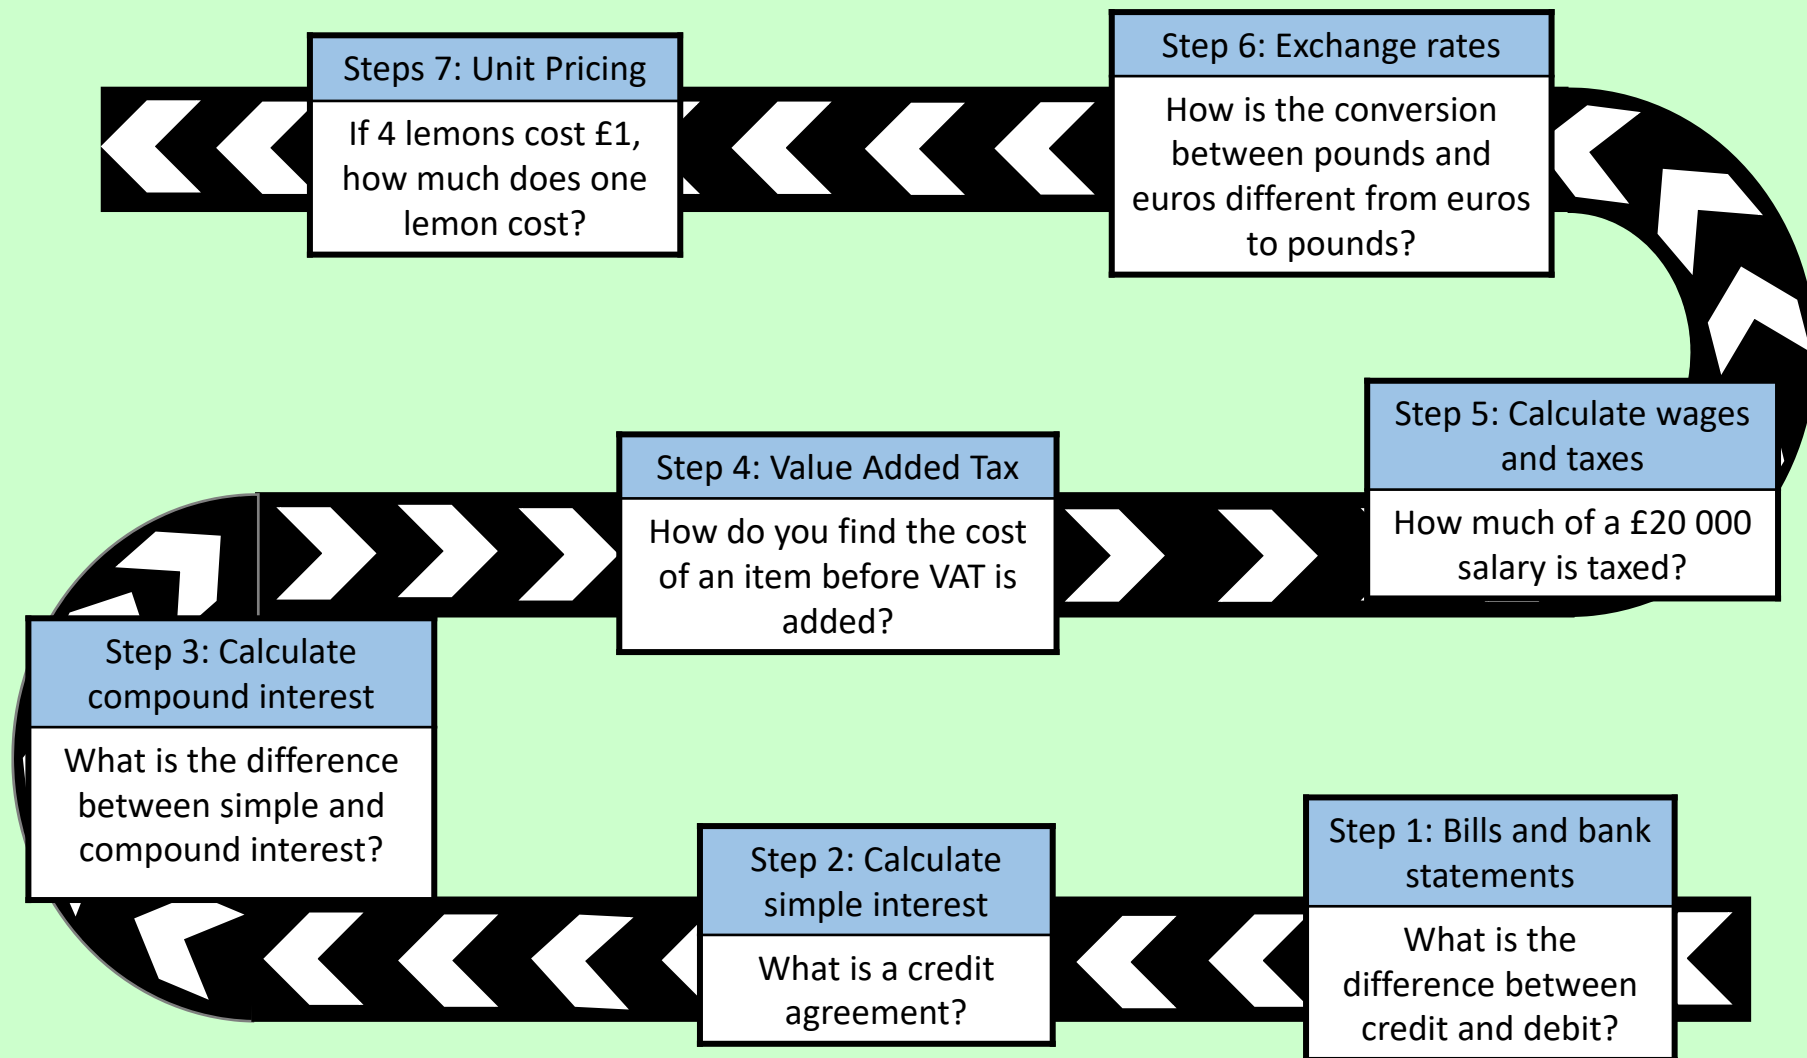 Steps 7: Unit Pricing
If 4 lemons cost £1,
how much does one
lemon cost?
Step 6: Exchange rates
How is the conversion
between pounds and
euros different from euros
to pounds?
Step 5: Calculate wages
and taxes
How much of a £20 000
salary is taxed?
Step 4: Value Added Tax
How do you find the cost
of an item before VAT is
added?
Step 3: Calculate
compound interest
What is the difference
between simple and
compound interest?
Step 2: Calculate
simple interest
What is a credit
agreement?
Step 1: Bills and bank
statements
What is the
difference between
credit and debit?